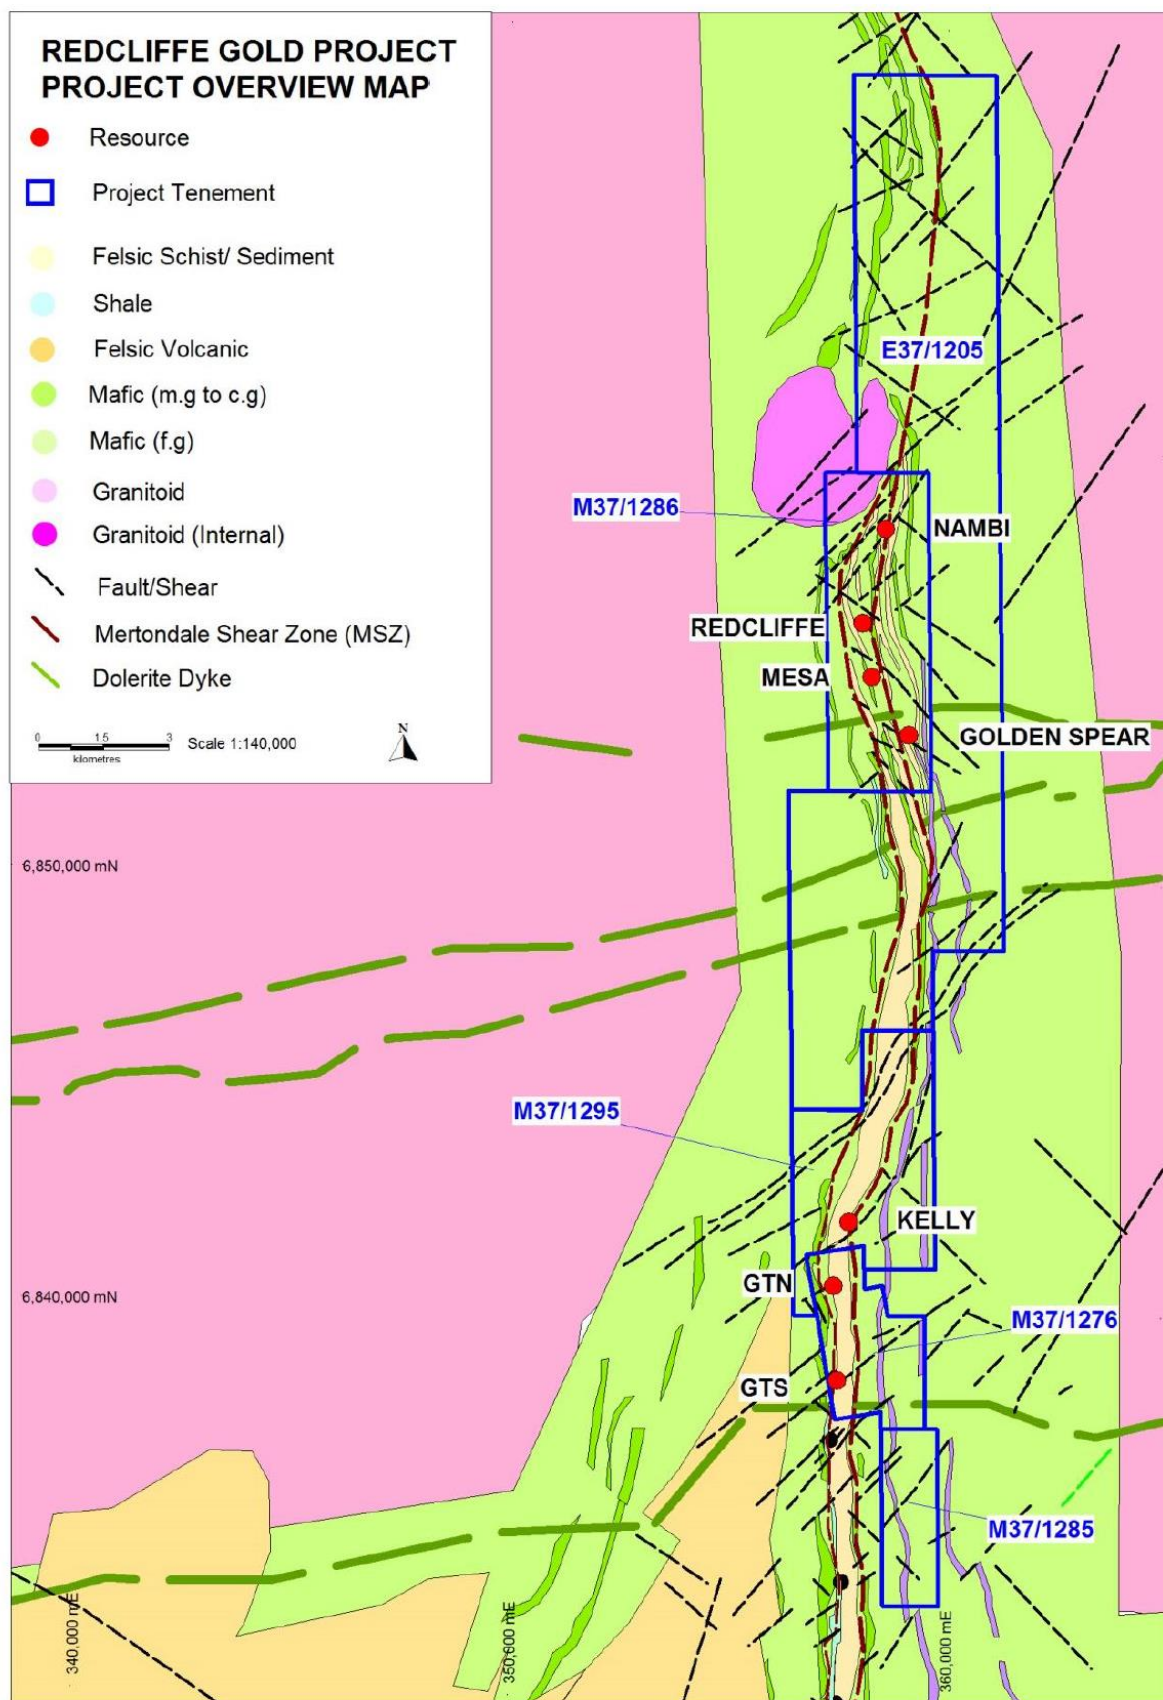 REDCLIFFE GOLD PROJECT
PROJECT OVERVIEW MAP
Resource
Project Tenement
Felsic Schist/ Sediment
Shale
Felsic Volcanic
Mafic (m.g to c.g)
Mafic (f.g)
Granitoid
Granitoid (Internal)
Fault/Shear
Mertondale Shear Zone (MSZ)
Dolerite Dyke
0 1.5 3 Scale 1:140,000
kilometres
N
E37/1205
M37/1286
NAMBI
REDCLIFFE
MESA
GOLDEN SPEAR
6,850,000 mN
M37/1295
KELLY
GTN
6,840,000 mN
M37/1276
GTS
M37/1285
340,000 mE
350,000 mE
360,000 mE